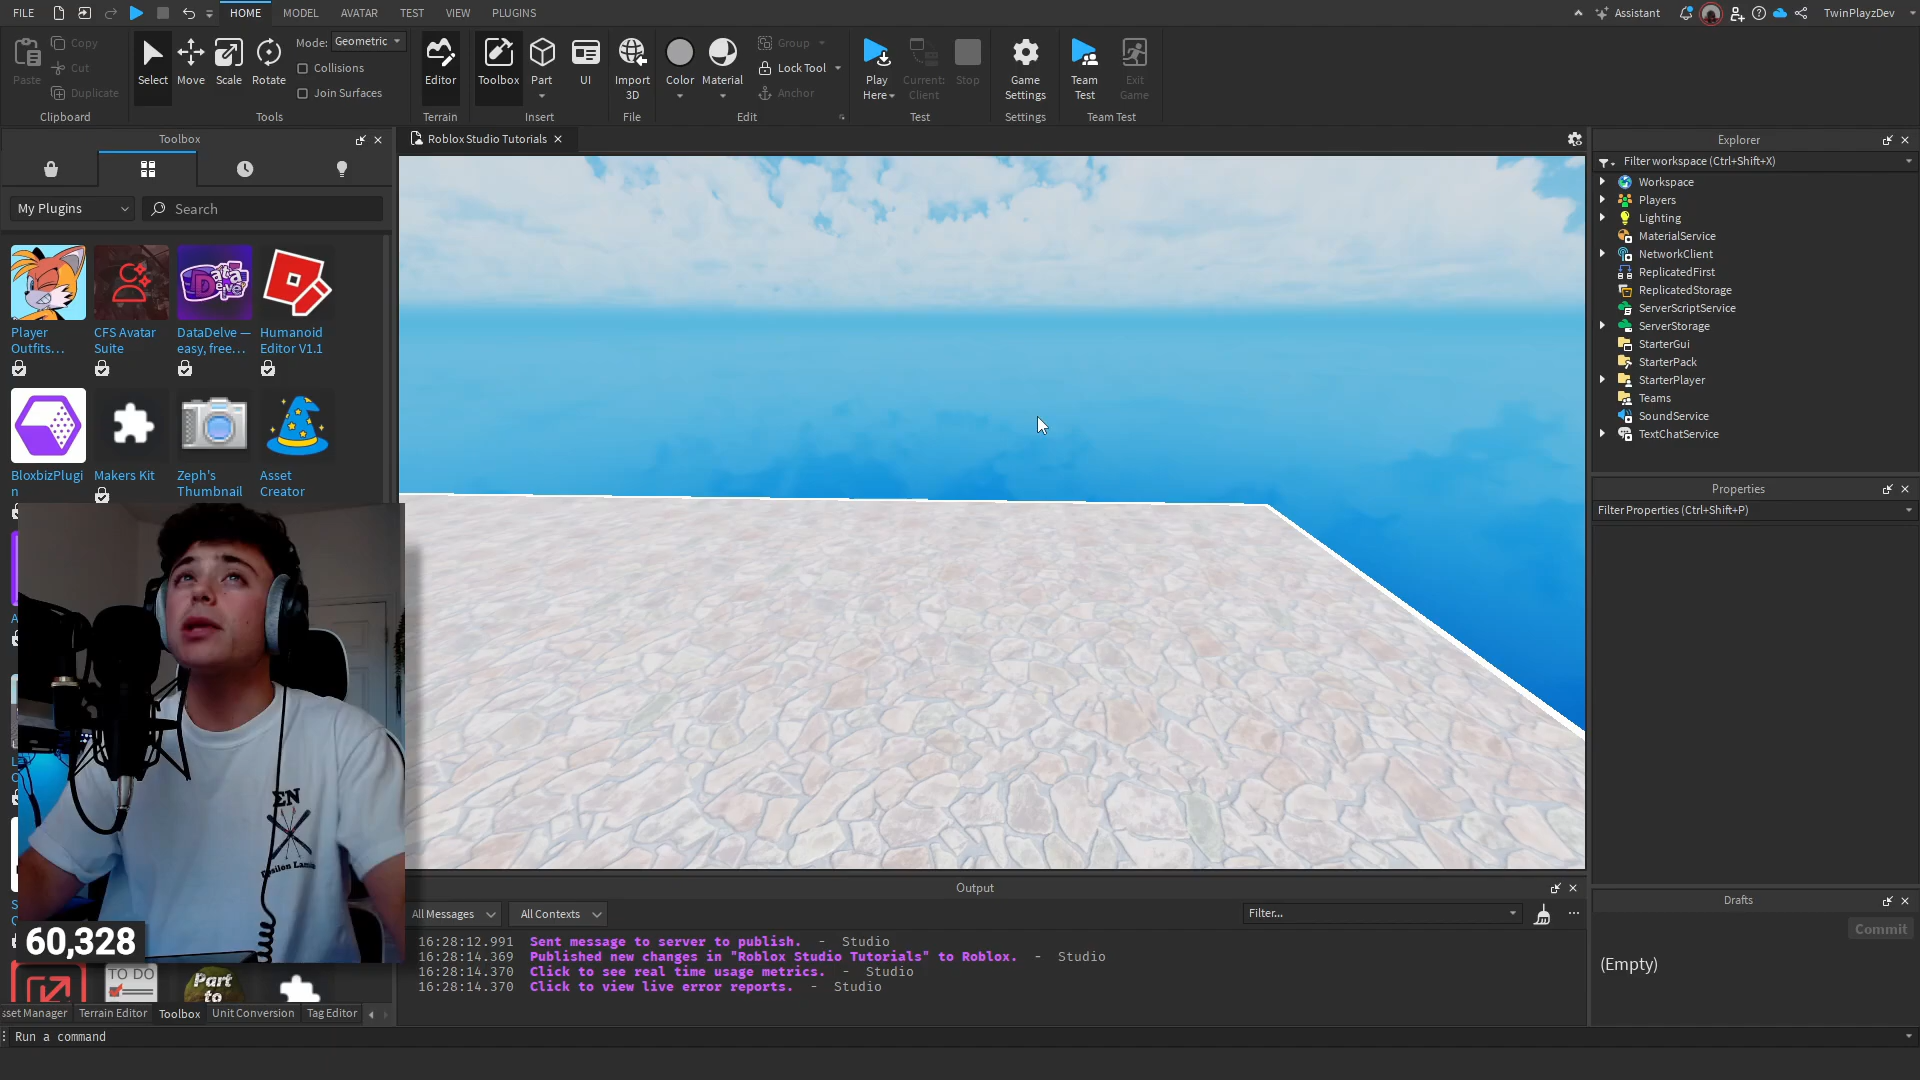 FILE
HOME
MODEL
AVATAR
TEST
VIEW
PLUGINS
Assistant
TwinPlayzDev
Paste
Copy
Cut
Duplicate
Clipboard
Select
Move
Scale
Rotate
Mode:
Geometric
Collisions
Join Surfaces
Tools
Editor
Terrain
Toolbox
Part
UI
Insert
Import
3D
File
Color
Material
Group
Lock Tool
Anchor
Edit
Play
Here
Current:
Client
Stop
Test
Game
Settings
Settings
Team
Test
Exit
Game
Team Test
Toolbox
My Plugins
Search
Player
Outfits...
CFS Avatar
Suite
DataDelve —
easy, free...
Humanoid
Editor V1.1
BloxbizPlugi
n
Makers Kit
Zeph's
Thumbnail
Asset
Creator
EN
60,328
TO DO
Part
to
sset Manager
Terrain Editor
Toolbox
Unit Conversion
Tag Editor
Run a command
Roblox Studio Tutorials
Output
All Messages
All Contexts
Filter...
16:28:12.991 Sent message to server to publish. - Studio
16:28:14.369 Published new changes in "Roblox Studio Tutorials" to Roblox. - Studio
16:28:14.370 Click to see real time usage metrics. - Studio
16:28:14.370 Click to view live error reports. - Studio
Explorer
Filter workspace (Ctrl+Shift+X)
Workspace
Players
Lighting
MaterialService
NetworkClient
ReplicatedFirst
ReplicatedStorage
ServerScriptService
ServerStorage
StarterGui
StarterPack
StarterPlayer
Teams
SoundService
TextChatService
Properties
Filter Properties (Ctrl+Shift+P)
Drafts
Commit
(Empty)